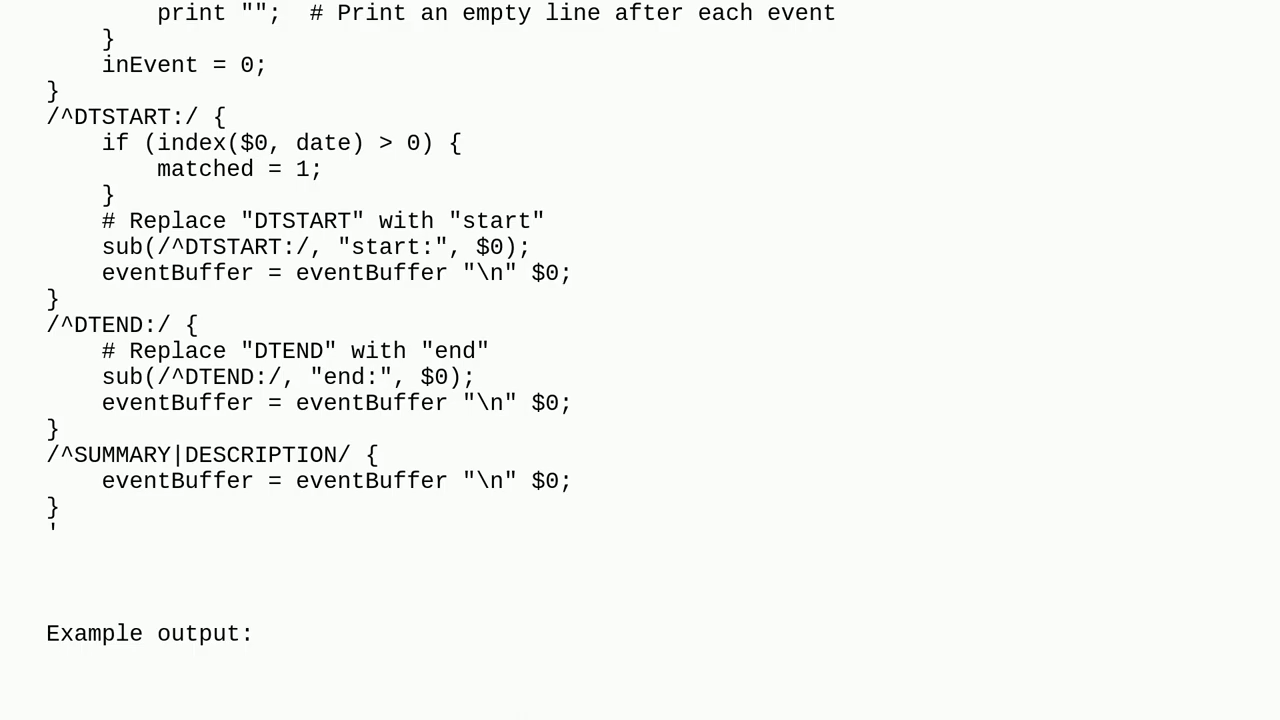 print "";  # Print an empty line after each event
    }
    inEvent = 0;
}
/^DTSTART:/ {
    if (index($0, date) > 0) {
        matched = 1;
    }
    # Replace "DTSTART" with "start"
    sub(/^DTSTART:/, "start:", $0);
    eventBuffer = eventBuffer "\n" $0;
}
/^DTEND:/ {
    # Replace "DTEND" with "end"
    sub(/^DTEND:/, "end:", $0);
    eventBuffer = eventBuffer "\n" $0;
}
/^SUMMARY|DESCRIPTION/ {
    eventBuffer = eventBuffer "\n" $0;
}
'
Example output: